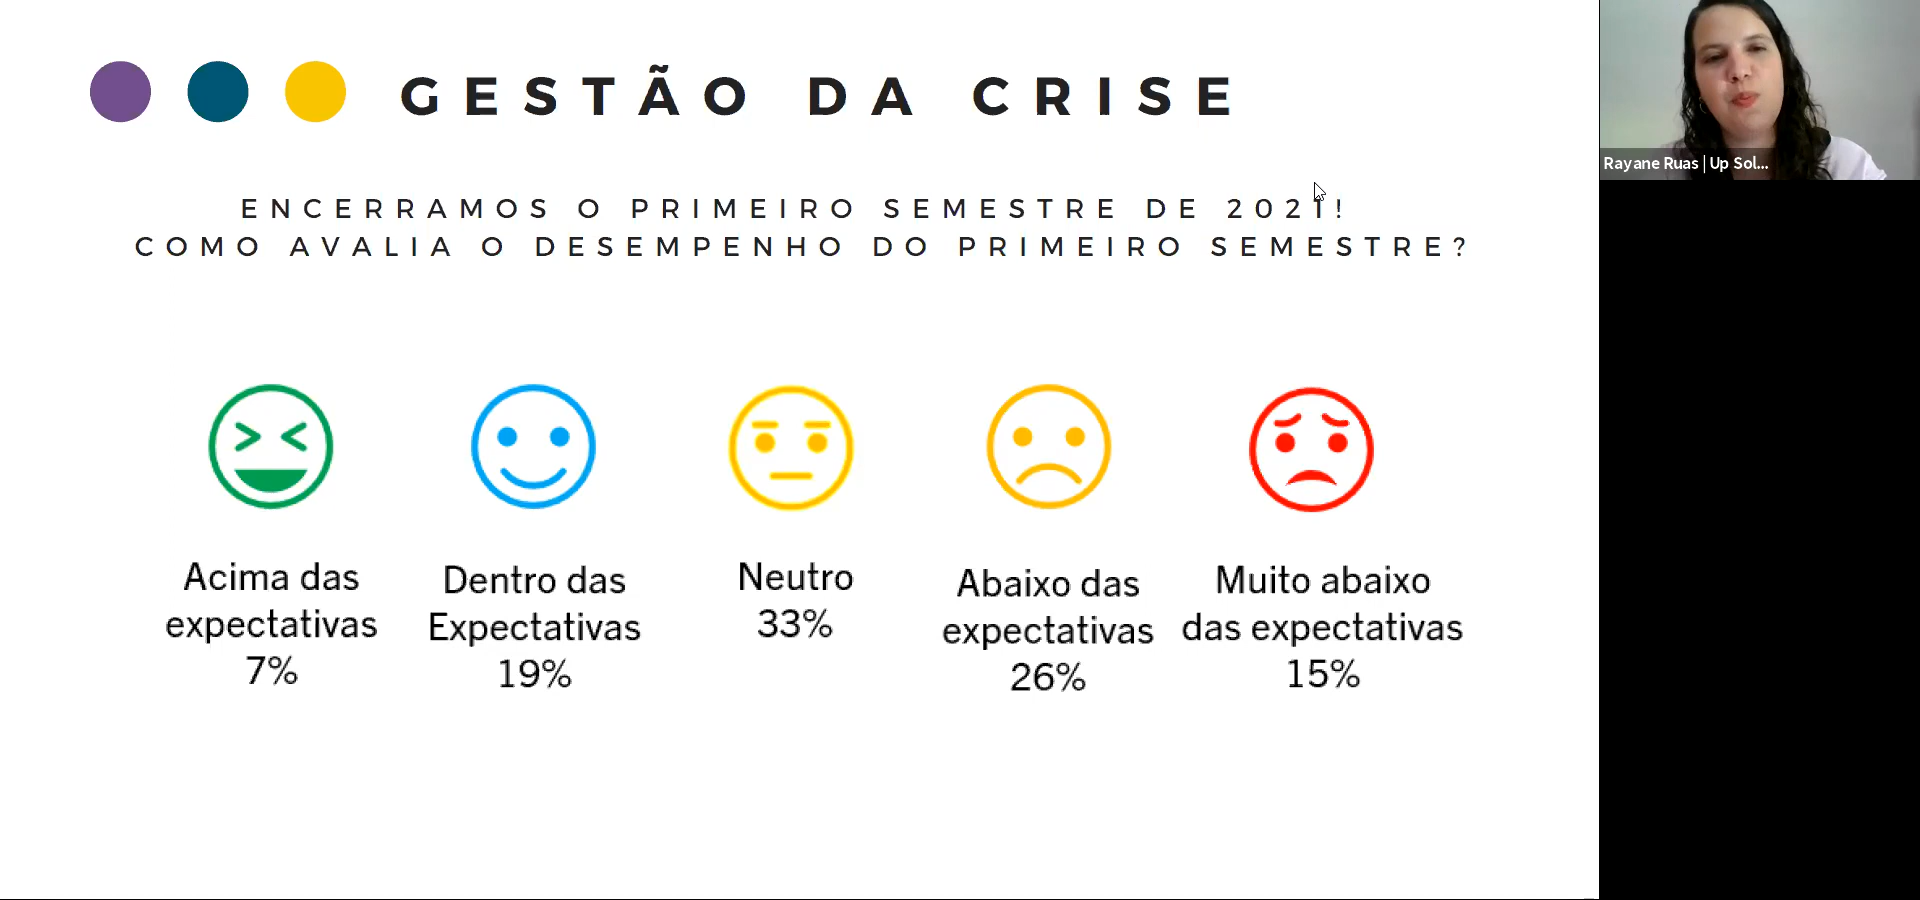 GESTÃO DA CRISE
ENCERRAMOS O PRIMEIRO SEMESTRE DE 2021!
COMO AVALIA O DESEMPENHO DO PRIMEIRO SEMESTRE?
Acima das
expectativas
7%
Dentro das
Expectativas
19%
Neutro
33%
Abaixo das
expectativas
26%
Muito abaixo
das expectativas
15%
Rayane Ruas | Up Sol...